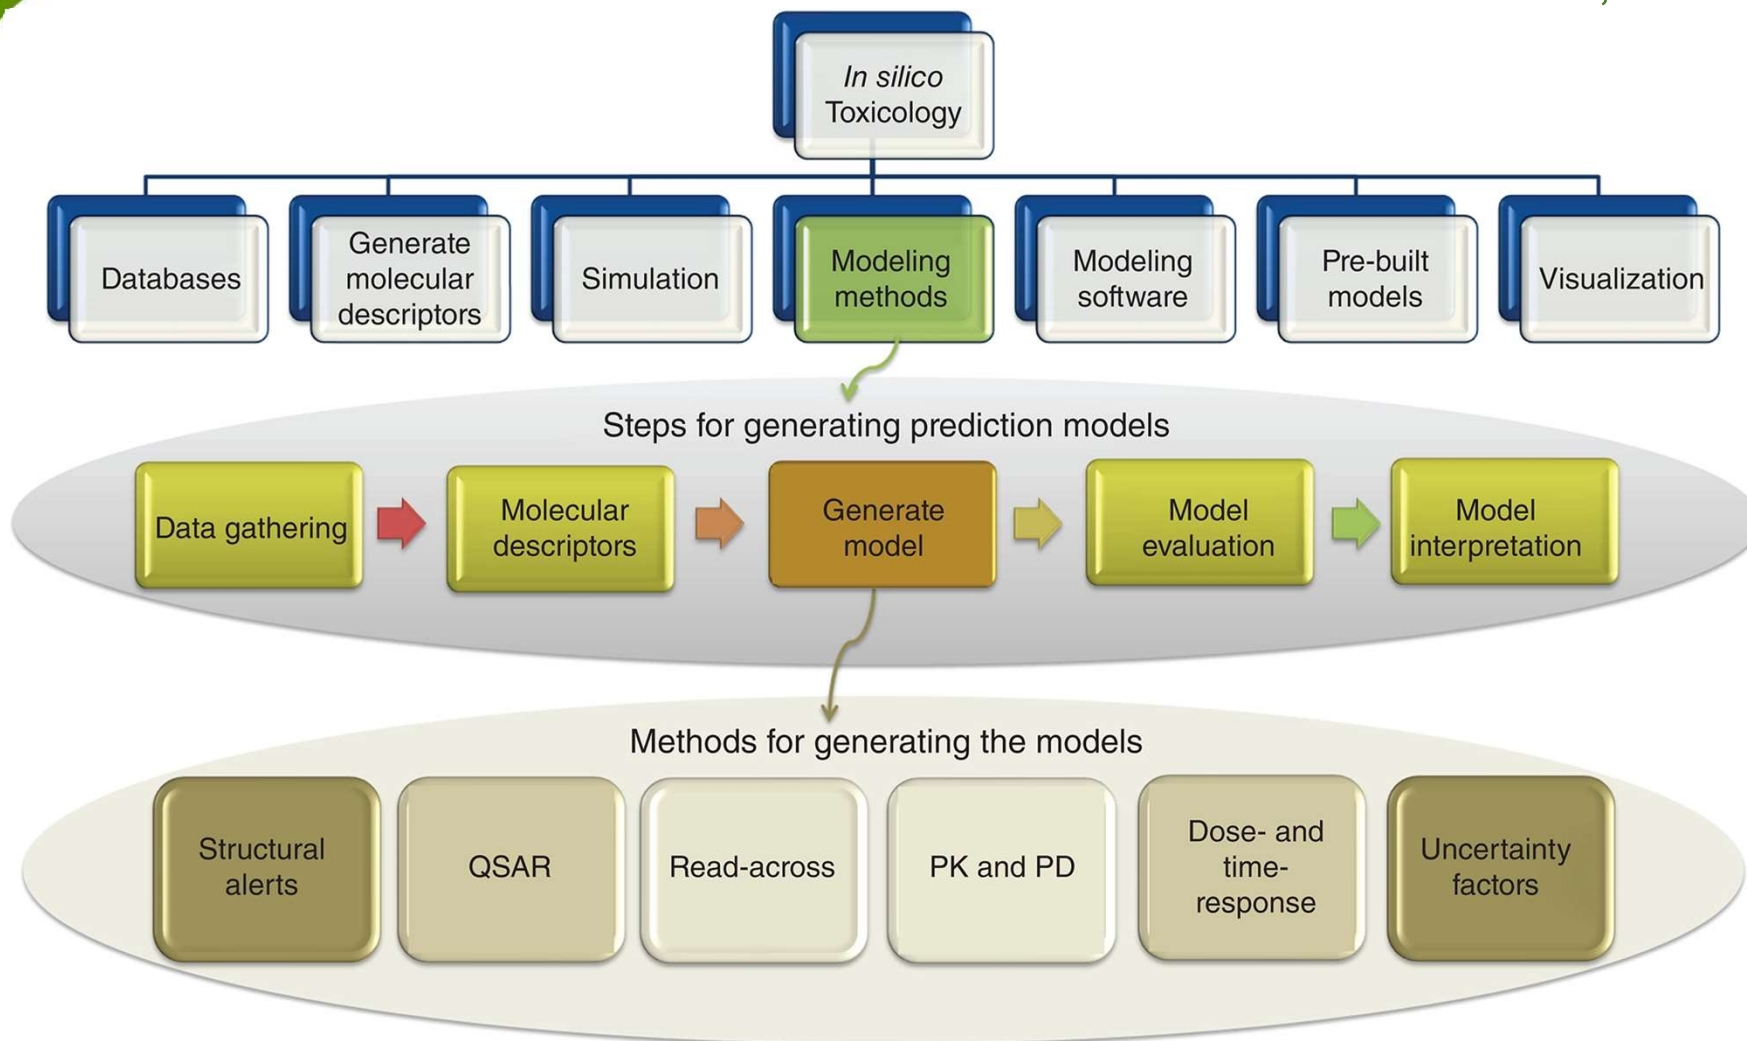 In silico
Toxicology
Databases
Generate
molecular
descriptors
Simulation
Modeling
methods
Modeling
software
Pre-built
models
Visualization
Steps for generating prediction models
Data gathering
Molecular
descriptors
Generate
model
Model
evaluation
Model
interpretation
Methods for generating the models
Structural
alerts
QSAR
Read-across
PK and PD
Dose- and
time-
response
Uncertainty
factors